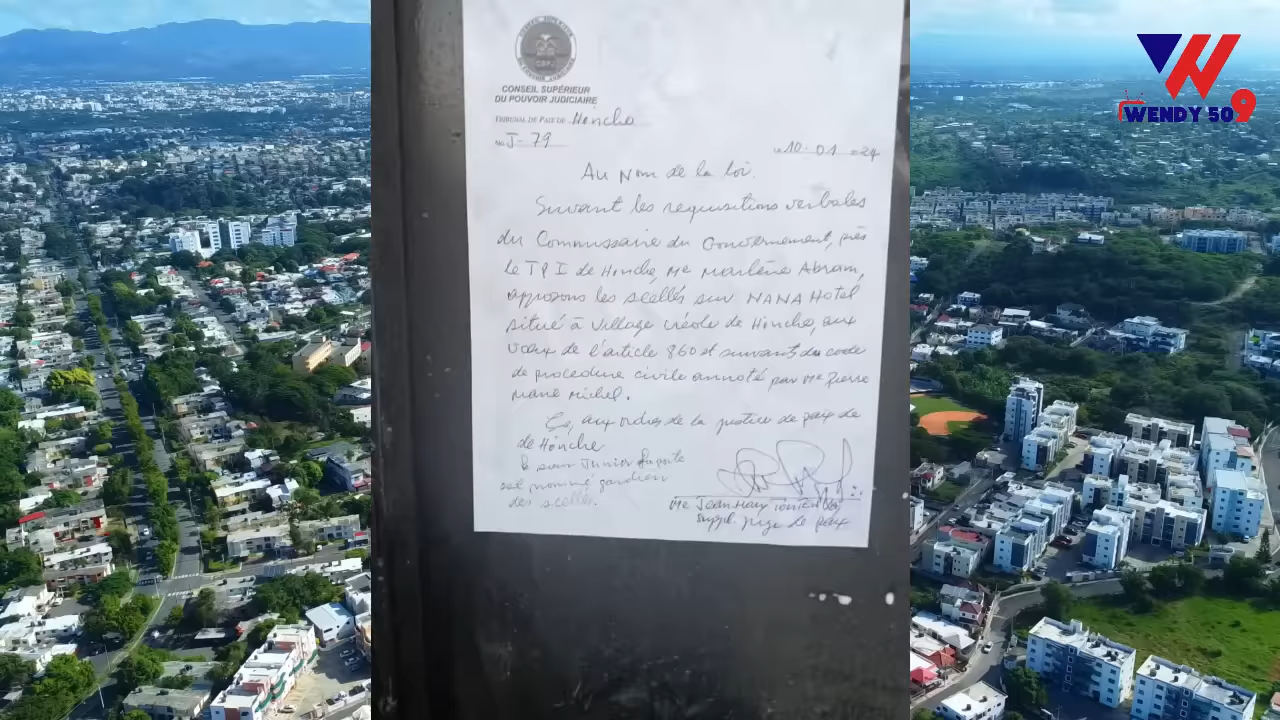 WENDY 509
CONSEIL SUPÉRIEUR
DU POUVOIR JUDICIAIRE
TRIBUNAL DE PAIX DE Hinche
No J-79
10-01-24
Au Nom de la loi.
Suivant les requisitions verbales
du Commissaire du Gouvernement, près
le TPI de Hinche, Me Marlène Abram,
apposons les scellés sur NANA Hotel
situé à Village créole de Hinche, aux
vœux de l'article 860 et suivants du code
de procedure civile annoté par Me Pierre
Marie Michel.
Ce, aux ordres de la justice de paix de
de Hinche
le sieur Junior
est nommé gardien
des scellés.
Me Jean
suppl. juge de paix